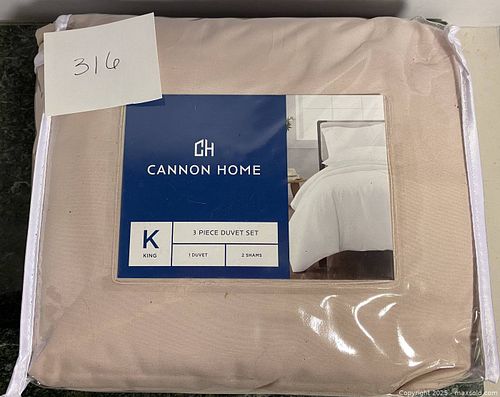 316
CH
CANNON HOME
K
KING
3 PIECE DUVET SET
1 DUVET
2 SHAMS
Copyright 2025 - maxsold.com